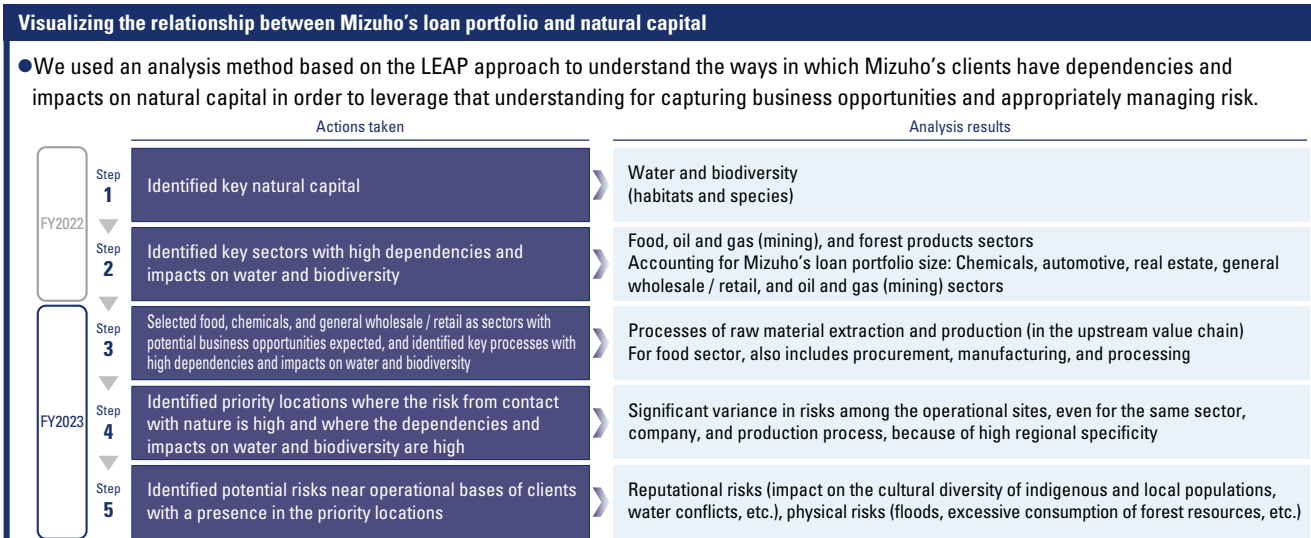 Visualizing the relationship between Mizuho's loan portfolio and natural capital
●We used an analysis method based on the LEAP approach to understand the ways in which Mizuho's clients have dependencies and
impacts on natural capital in order to leverage that understanding for capturing business opportunities and appropriately managing risk.
Actions taken
Analysis results
FY2022
Step
1
Identified key natural capital
Water and biodiversity
(habitats and species)
Step
2
Identified key sectors with high dependencies and
impacts on water and biodiversity
Food, oil and gas (mining), and forest products sectors
Accounting for Mizuho's loan portfolio size: Chemicals, automotive, real estate, general
wholesale / retail, and oil and gas (mining) sectors
FY2023
Step
3
Selected food, chemicals, and general wholesale / retail as sectors with
potential business opportunities expected, and identified key processes with
high dependencies and impacts on water and biodiversity
Processes of raw material extraction and production (in the upstream value chain)
For food sector, also includes procurement, manufacturing, and processing
Step
4
Identified priority locations where the risk from contact
with nature is high and where the dependencies and
impacts on water and biodiversity are high
Significant variance in risks among the operational sites, even for the same sector,
company, and production process, because of high regional specificity
Step
5
Identified potential risks near operational bases of clients
with a presence in the priority locations
Reputational risks (impact on the cultural diversity of indigenous and local populations,
water conflicts, etc.), physical risks (floods, excessive consumption of forest resources, etc.)